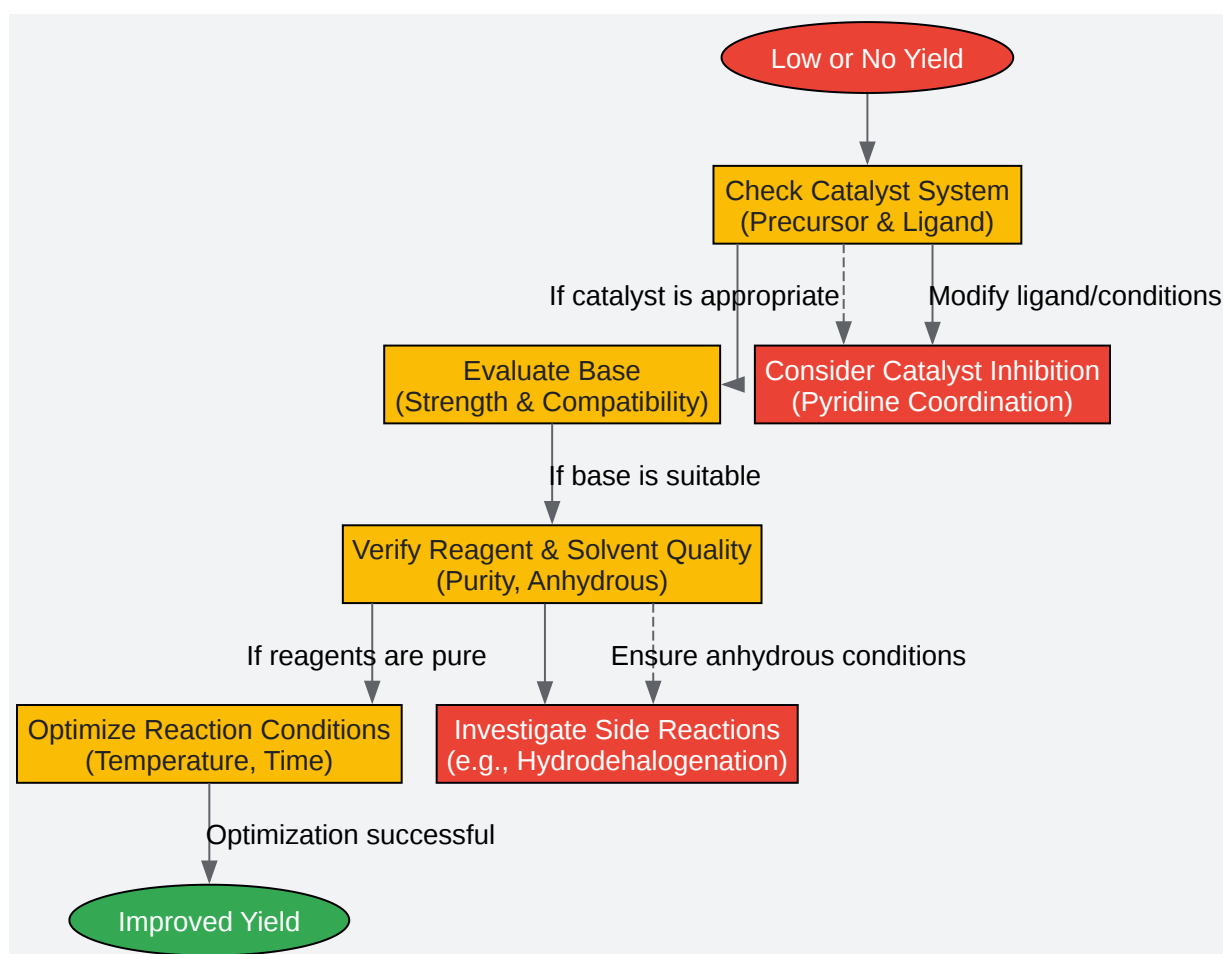 Low or No Yield
Check Catalyst System
(Precursor & Ligand)
If catalyst is appropriate
Modify ligand/conditions
Evaluate Base
(Strength & Compatibility)
Consider Catalyst Inhibition
(Pyridine Coordination)
If base is suitable
Verify Reagent & Solvent Quality
(Purity, Anhydrous)
If reagents are pure
Ensure anhydrous conditions
Optimize Reaction Conditions
(Temperature, Time)
Investigate Side Reactions
(e.g., Hydrodehalogenation)
Optimization successful
Improved Yield